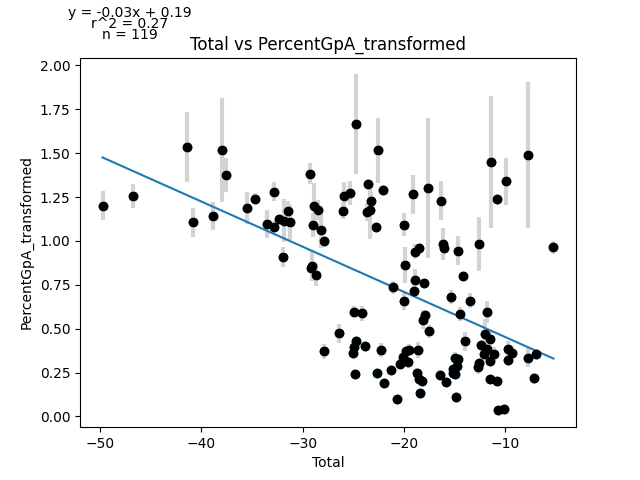 y = -0.03x + 0.19
r^2 = 0.27
n = 119
Total vs PercentGpA_transformed
PercentGpA_transformed
2.00
1.75
1.50
1.25
1.00
0.75
0.50
0.25
0.00
−50
−40
−30
−20
−10
Total